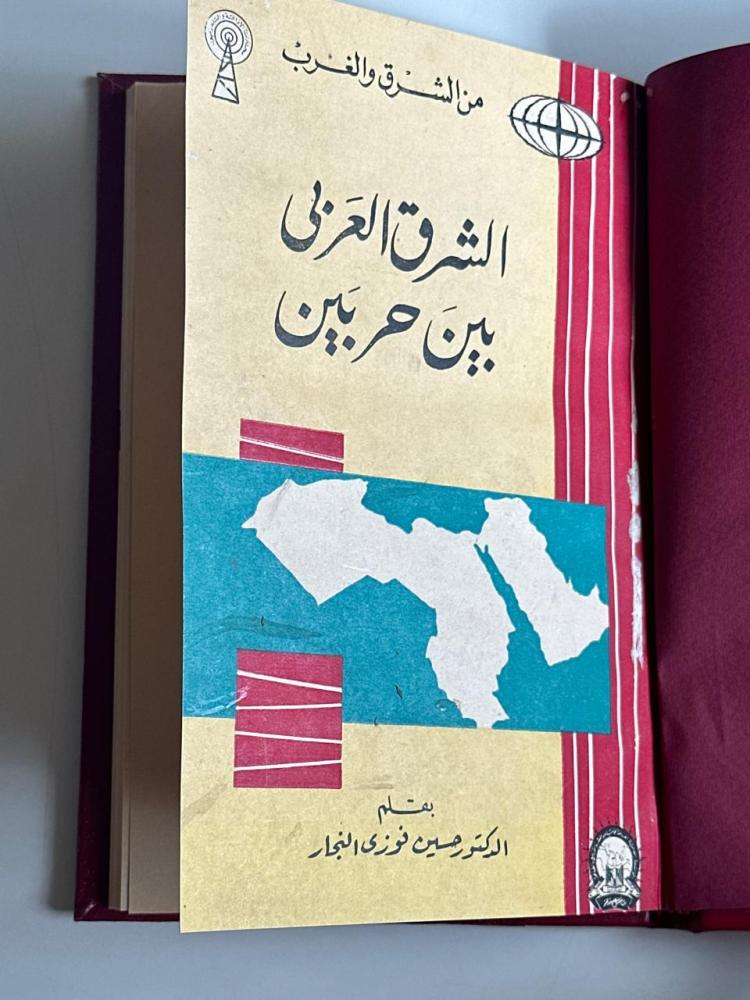 من الشرق والغرب
الشرق العربى
بين حربين
بقلم
الدكتور حسين فوزى النجار